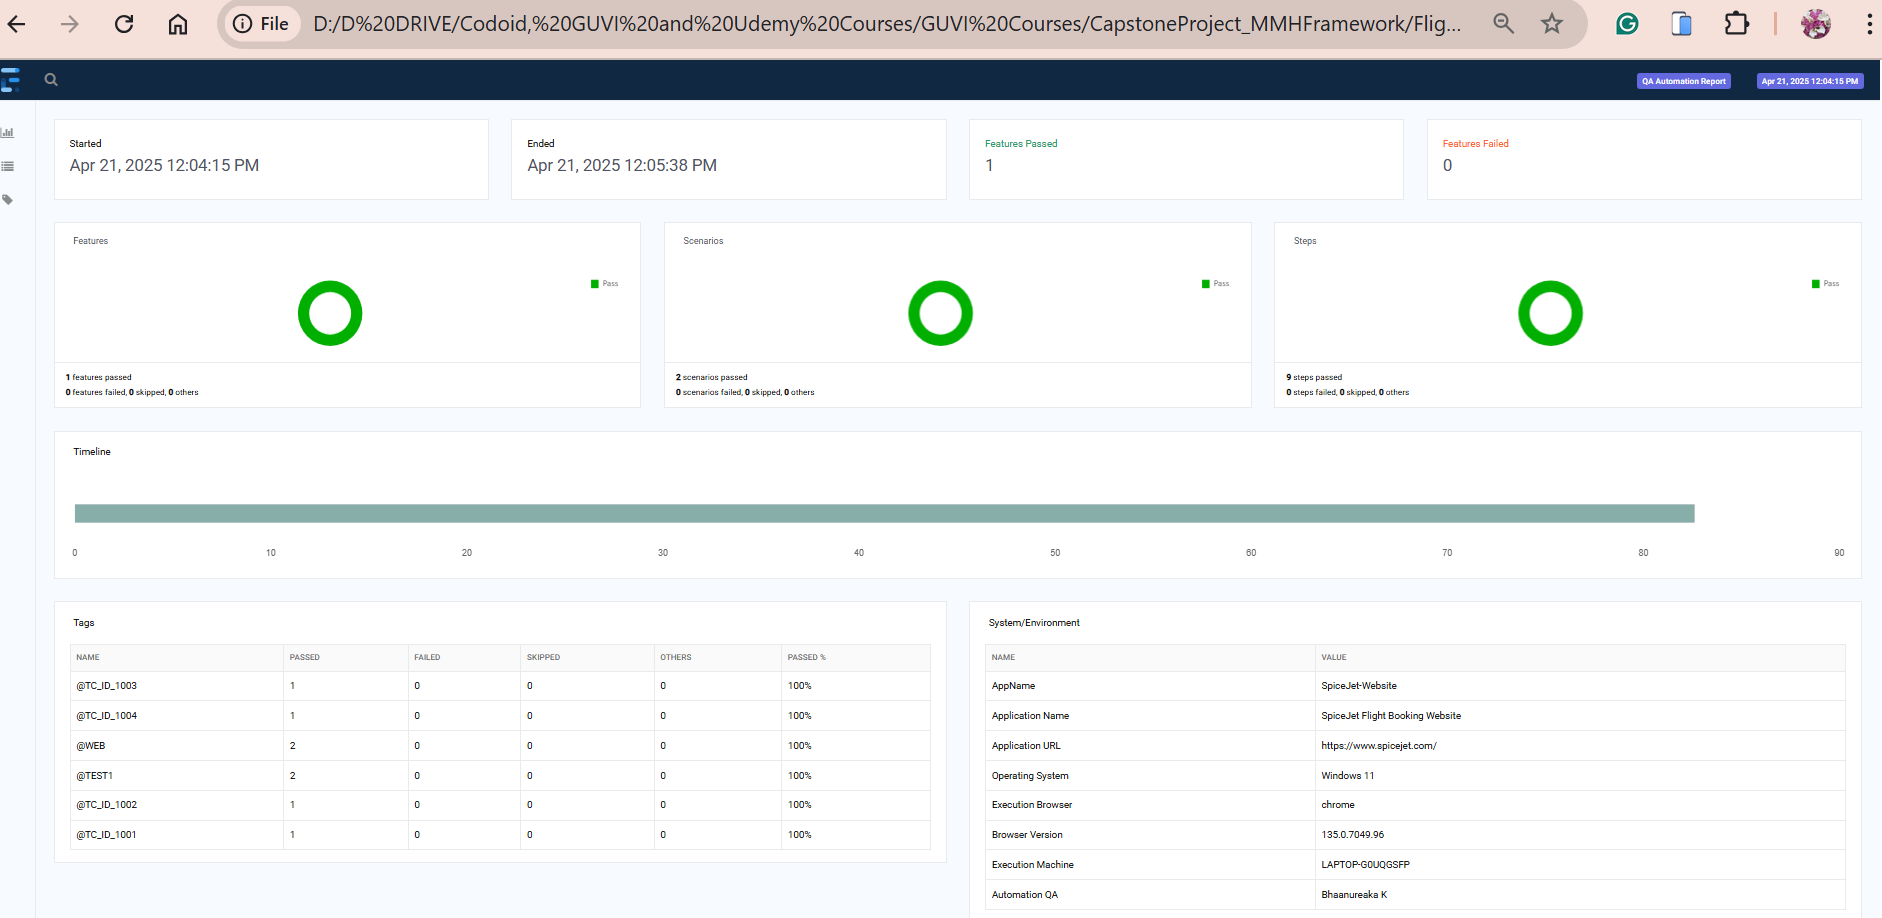 File D:/D%20DRIVE/Codoid,%20GUVI%20and%20Udemy%20Courses/GUVI%20Courses/CapstoneProject_MMHFramework/Flig...
QA Automation Report Apr 21, 2025 12:04:15 PM
Started
Apr 21, 2025 12:04:15 PM
Ended
Apr 21, 2025 12:05:38 PM
Features Passed
1
Features Failed
0
Features
Pass
1 features passed
0 features failed, 0 skipped, 0 others
Scenarios
Pass
2 scenarios passed
0 scenarios failed, 0 skipped, 0 others
Steps
Pass
9 steps passed
0 steps failed, 0 skipped, 0 others
Timeline
0 10 20 30 40 50 60 70 80 90
Tags
NAME PASSED FAILED SKIPPED OTHERS PASSED %
@TC_ID_1003 1 0 0 0 100%
@TC_ID_1004 1 0 0 0 100%
@WEB 2 0 0 0 100%
@TEST1 2 0 0 0 100%
@TC_ID_1002 1 0 0 0 100%
@TC_ID_1001 1 0 0 0 100%
System/Environment
NAME VALUE
AppName SpiceJet-Website
Application Name SpiceJet Flight Booking Website
Application URL https://www.spicejet.com/
Operating System Windows 11
Execution Browser chrome
Browser Version 135.0.7049.96
Execution Machine LAPTOP-G0UQGSFP
Automation QA Bhaanureaka K